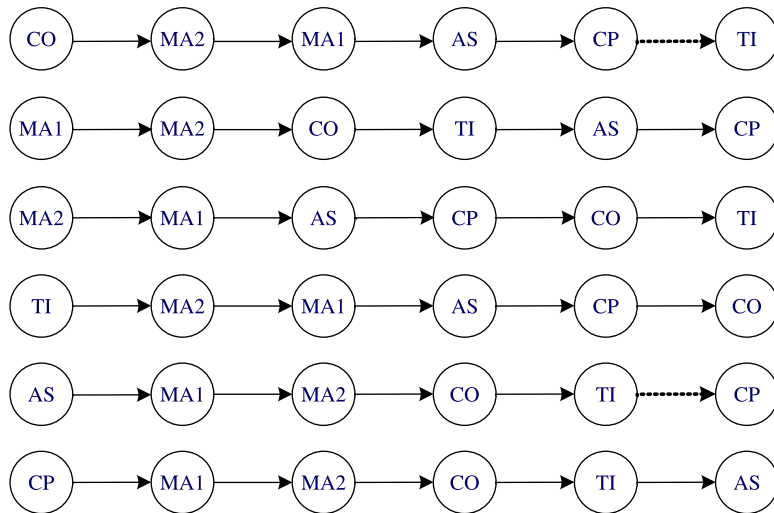 CO MA2 MA1 AS CP TI
MA1 MA2 CO TI AS CP
MA2 MA1 AS CP CO TI
TI MA2 MA1 AS CP CO
AS MA1 MA2 CO TI CP
CP MA1 MA2 CO TI AS